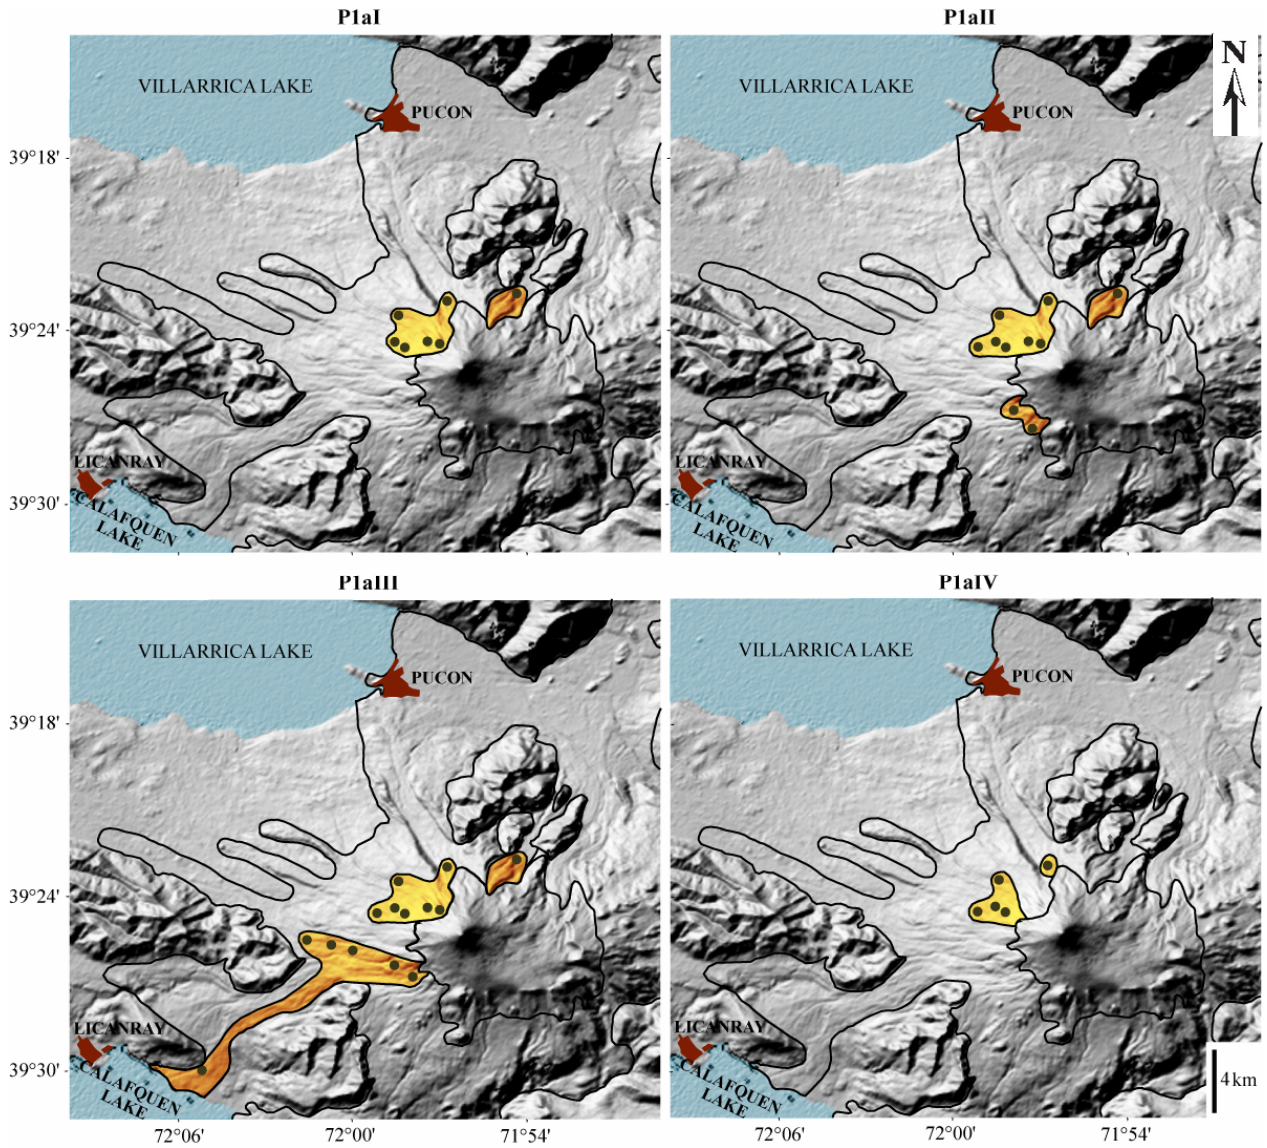 P1aI
P1aII
VILLARRICA LAKE
PUCON
VILLARRICA LAKE
PUCON
N
39°18'
39°24'
LICANRAY
CALAFQUEN
LAKE
LICANRAY
CALAFQUEN
LAKE
39°30'
P1aIII
P1aIV
VILLARRICA LAKE
PUCON
VILLARRICA LAKE
PUCON
39°18'
39°24'
LICANRAY
CALAFQUEN
LAKE
LICANRAY
CALAFQUEN
LAKE
39°30'
4km
72°06'
72°00'
71°54'
72°06'
72°00'
71°54'